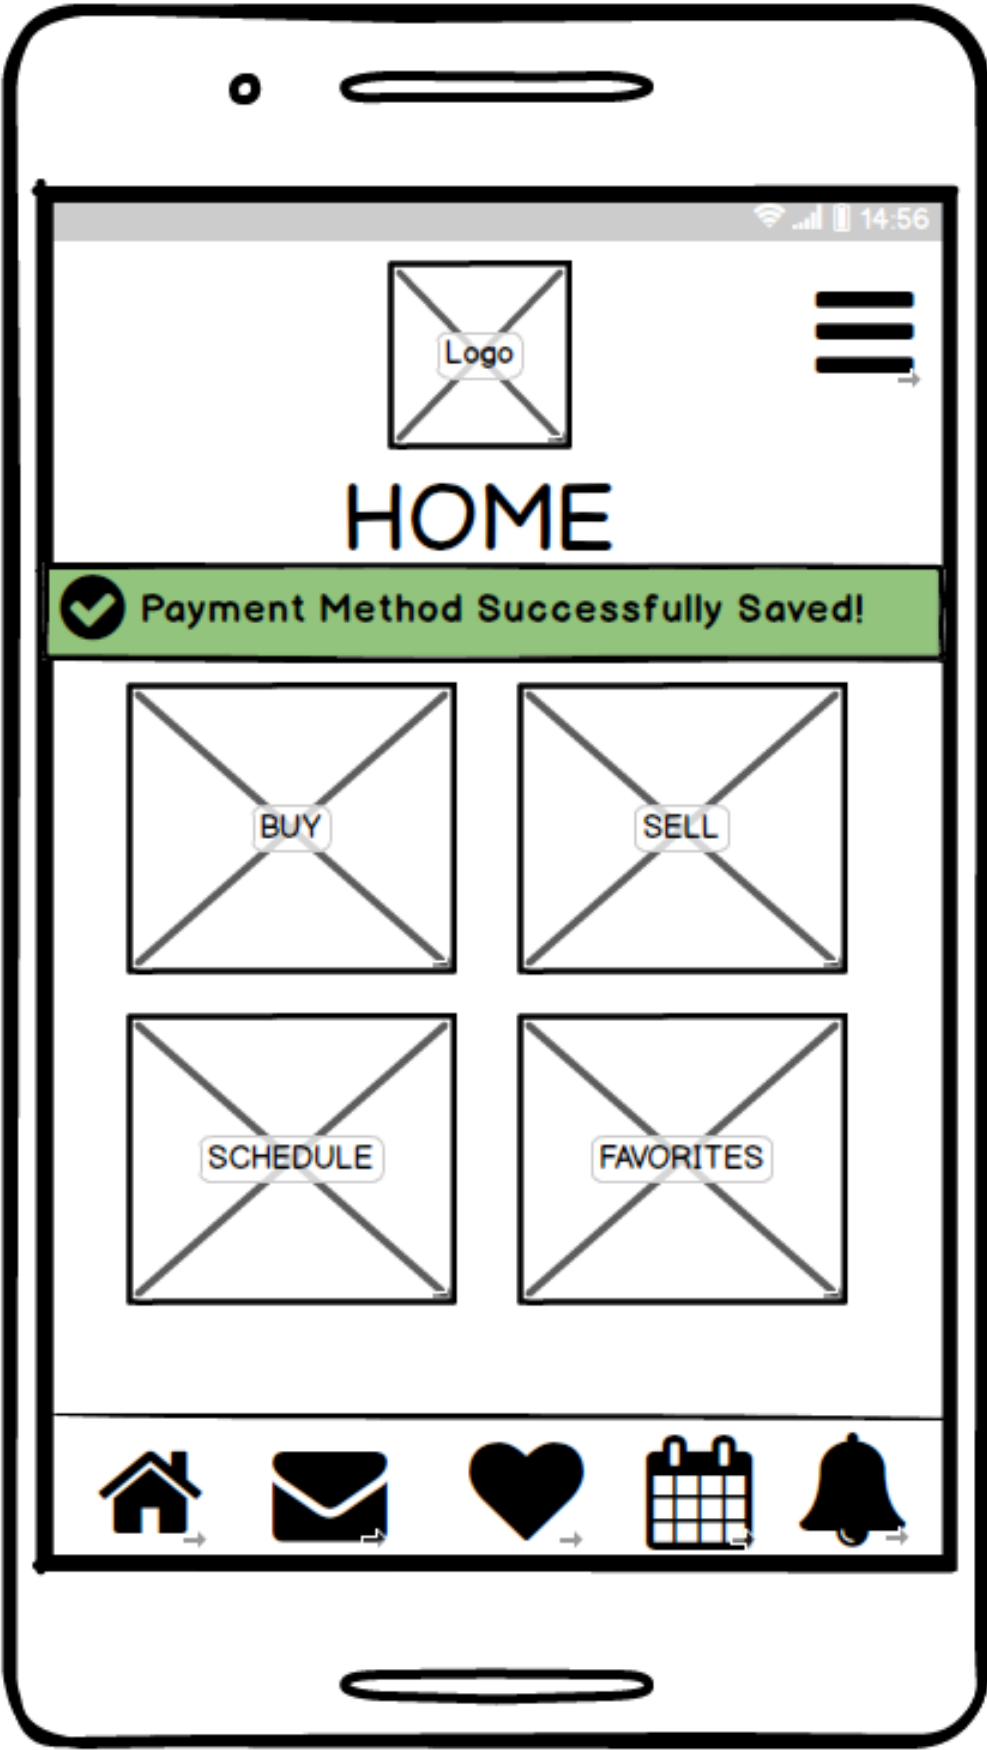 14:56
Logo
HOME
Payment Method Successfully Saved!
BUY
SELL
SCHEDULE
FAVORITES